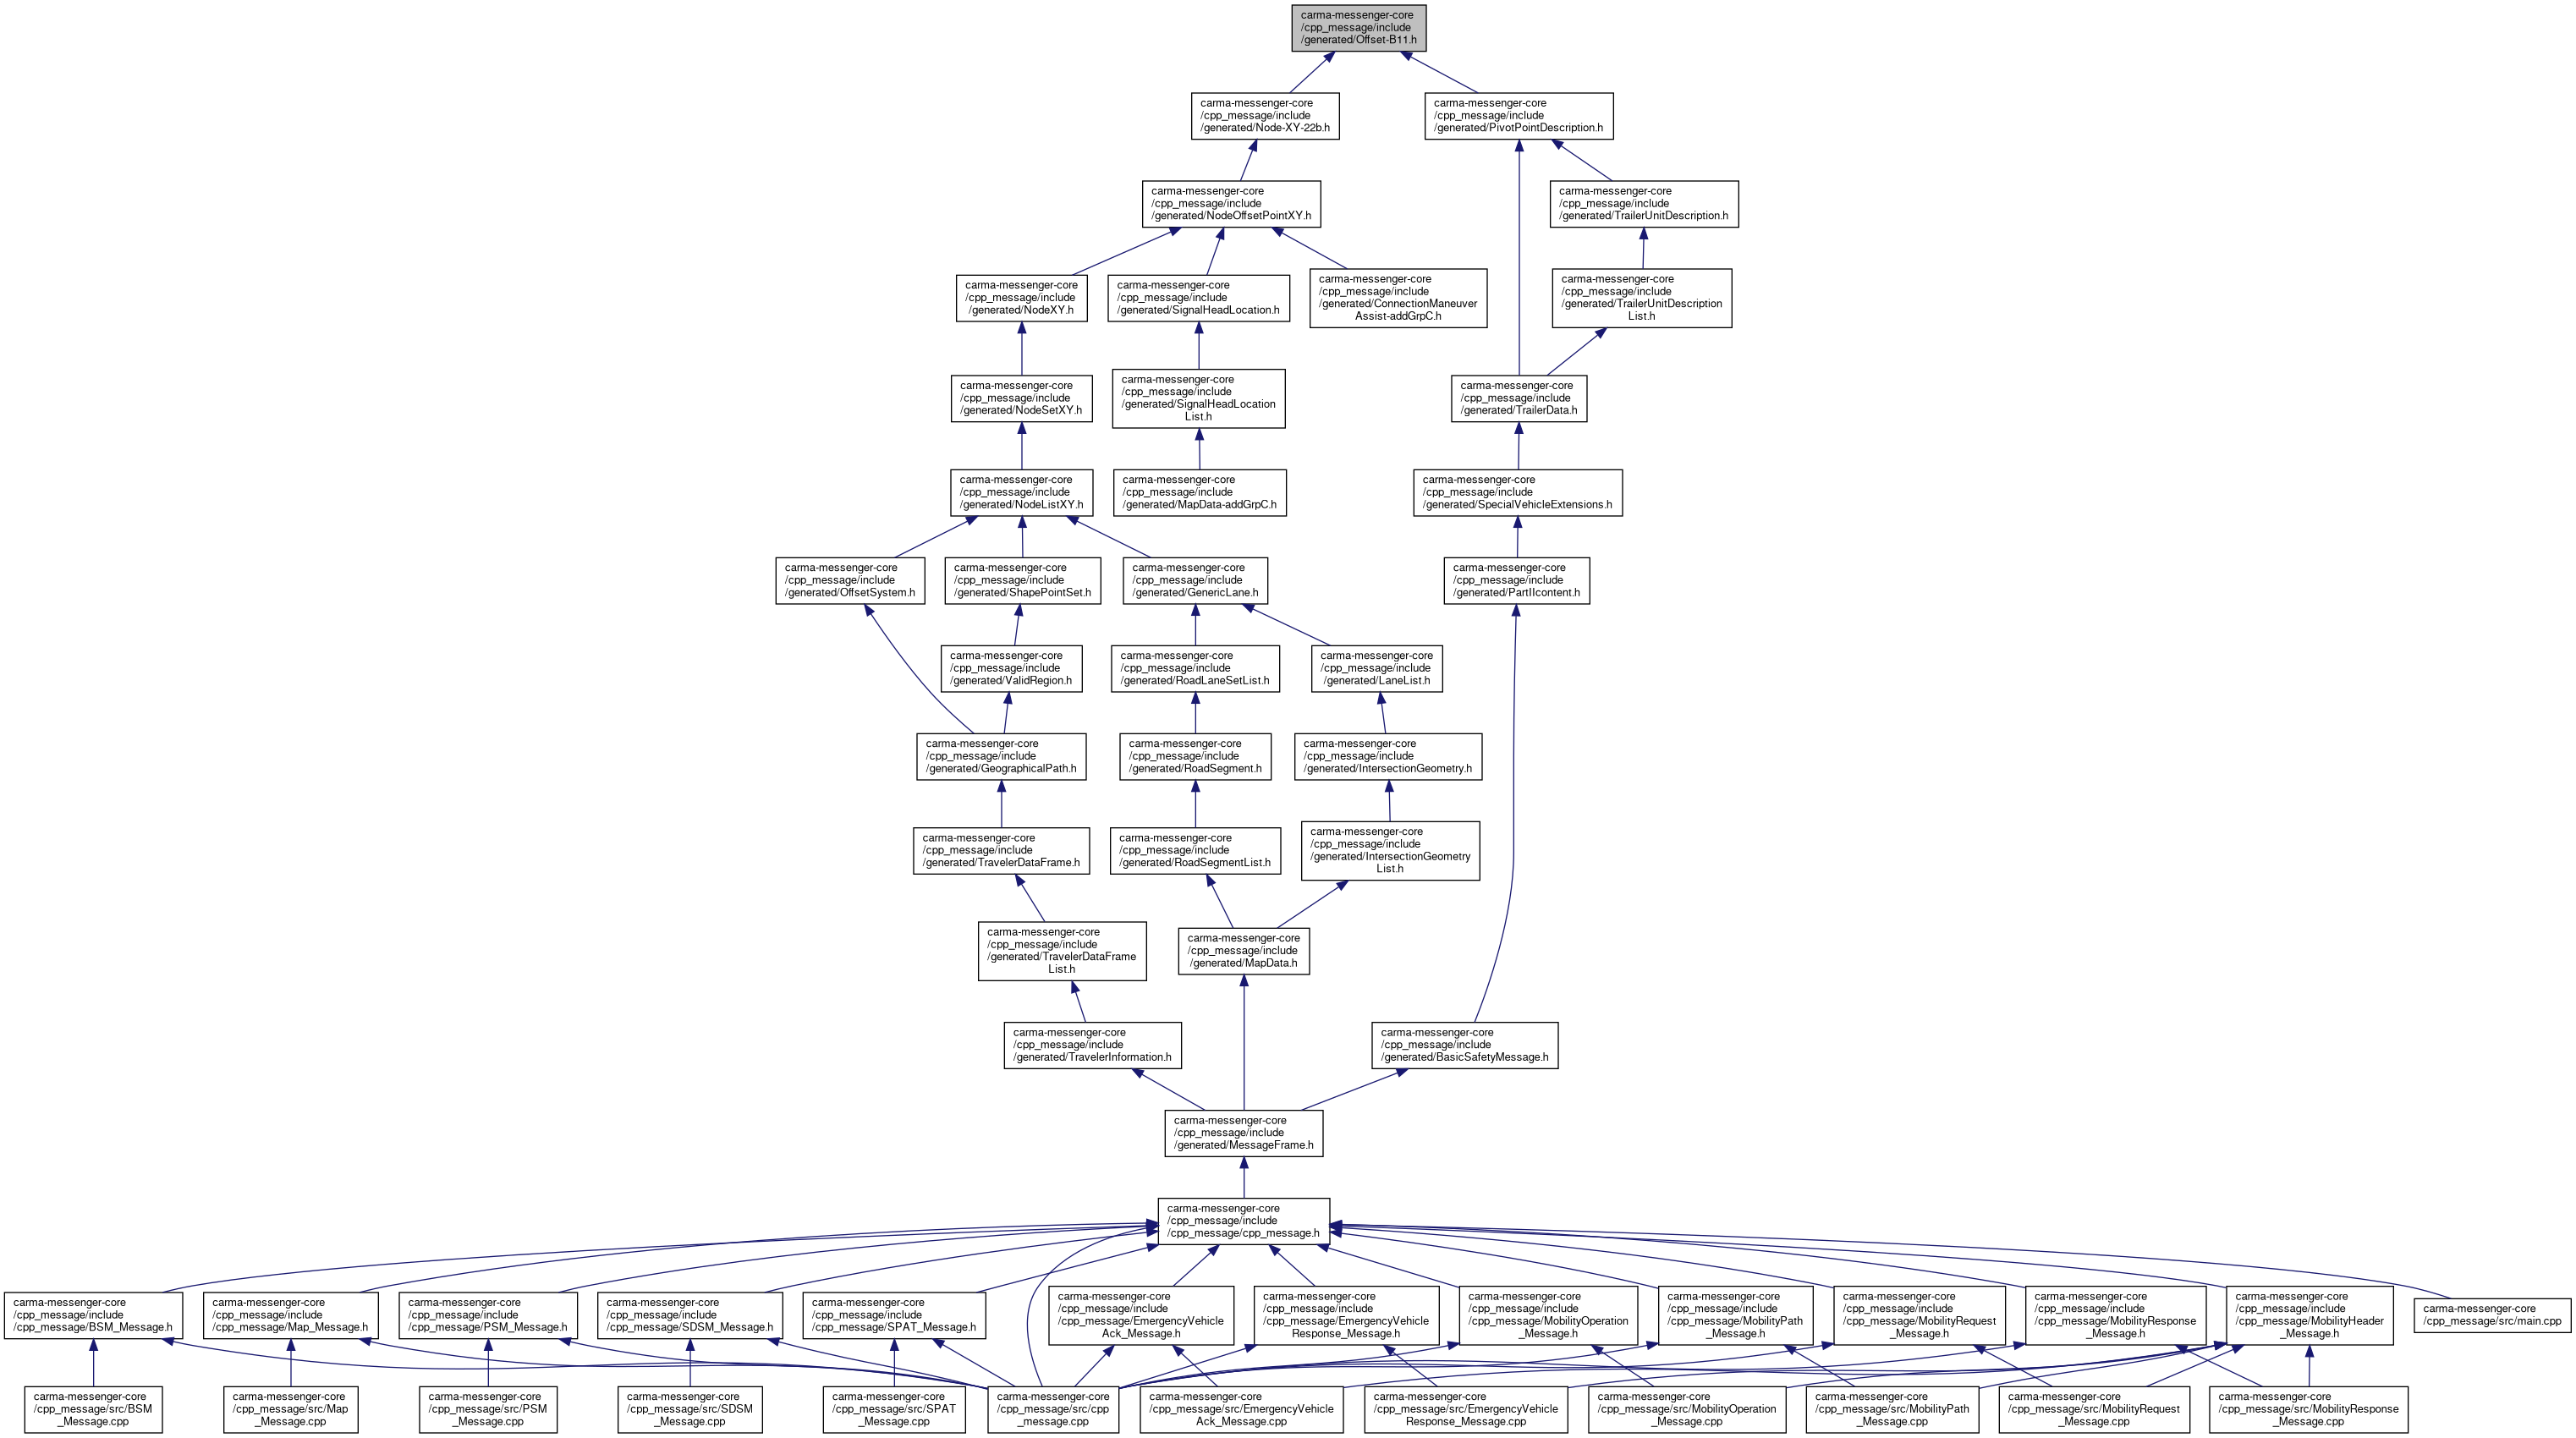 carma-messenger-core
/cpp_message/include
/generated/Offset-B11.h
carma-messenger-core
/cpp_message/include
/generated/Node-XY-22b.h
carma-messenger-core
/cpp_message/include
/generated/PivotPointDescription.h
carma-messenger-core
/cpp_message/include
/generated/NodeOffsetPointXY.h
carma-messenger-core
/cpp_message/include
/generated/TrailerUnitDescription.h
carma-messenger-core
/cpp_message/include
/generated/NodeXY.h
carma-messenger-core
/cpp_message/include
/generated/SignalHeadLocation.h
carma-messenger-core
/cpp_message/include
/generated/ConnectionManeuver
Assist-addGrpC.h
carma-messenger-core
/cpp_message/include
/generated/TrailerUnitDescription
List.h
carma-messenger-core
/cpp_message/include
/generated/NodeSetXY.h
carma-messenger-core
/cpp_message/include
/generated/SignalHeadLocation
List.h
carma-messenger-core
/cpp_message/include
/generated/TrailerData.h
carma-messenger-core
/cpp_message/include
/generated/NodeListXY.h
carma-messenger-core
/cpp_message/include
/generated/MapData-addGrpC.h
carma-messenger-core
/cpp_message/include
/generated/SpecialVehicleExtensions.h
carma-messenger-core
/cpp_message/include
/generated/OffsetSystem.h
carma-messenger-core
/cpp_message/include
/generated/ShapePointSet.h
carma-messenger-core
/cpp_message/include
/generated/GenericLane.h
carma-messenger-core
/cpp_message/include
/generated/PartIIcontent.h
carma-messenger-core
/cpp_message/include
/generated/ValidRegion.h
carma-messenger-core
/cpp_message/include
/generated/RoadLaneSetList.h
carma-messenger-core
/cpp_message/include
/generated/LaneList.h
carma-messenger-core
/cpp_message/include
/generated/GeographicalPath.h
carma-messenger-core
/cpp_message/include
/generated/RoadSegment.h
carma-messenger-core
/cpp_message/include
/generated/IntersectionGeometry.h
carma-messenger-core
/cpp_message/include
/generated/TravelerDataFrame.h
carma-messenger-core
/cpp_message/include
/generated/RoadSegmentList.h
carma-messenger-core
/cpp_message/include
/generated/IntersectionGeometry
List.h
carma-messenger-core
/cpp_message/include
/generated/TravelerDataFrame
List.h
carma-messenger-core
/cpp_message/include
/generated/MapData.h
carma-messenger-core
/cpp_message/include
/generated/TravelerInformation.h
carma-messenger-core
/cpp_message/include
/generated/BasicSafetyMessage.h
carma-messenger-core
/cpp_message/include
/generated/MessageFrame.h
carma-messenger-core
/cpp_message/include
/cpp_message/cpp_message.h
carma-messenger-core
/cpp_message/include
/cpp_message/BSM_Message.h
carma-messenger-core
/cpp_message/include
/cpp_message/Map_Message.h
carma-messenger-core
/cpp_message/include
/cpp_message/PSM_Message.h
carma-messenger-core
/cpp_message/include
/cpp_message/SDSM_Message.h
carma-messenger-core
/cpp_message/include
/cpp_message/SPAT_Message.h
carma-messenger-core
/cpp_message/include
/cpp_message/EmergencyVehicle
Ack_Message.h
carma-messenger-core
/cpp_message/include
/cpp_message/EmergencyVehicle
Response_Message.h
carma-messenger-core
/cpp_message/include
/cpp_message/MobilityOperation
_Message.h
carma-messenger-core
/cpp_message/include
/cpp_message/MobilityPath
_Message.h
carma-messenger-core
/cpp_message/include
/cpp_message/MobilityRequest
_Message.h
carma-messenger-core
/cpp_message/include
/cpp_message/MobilityResponse
_Message.h
carma-messenger-core
/cpp_message/include
/cpp_message/MobilityHeader
_Message.h
carma-messenger-core
/cpp_message/src/main.cpp
carma-messenger-core
/cpp_message/src/BSM
_Message.cpp
carma-messenger-core
/cpp_message/src/Map
_Message.cpp
carma-messenger-core
/cpp_message/src/PSM
_Message.cpp
carma-messenger-core
/cpp_message/src/SDSM
_Message.cpp
carma-messenger-core
/cpp_message/src/SPAT
_Message.cpp
carma-messenger-core
/cpp_message/src/cpp
_message.cpp
carma-messenger-core
/cpp_message/src/EmergencyVehicle
Ack_Message.cpp
carma-messenger-core
/cpp_message/src/EmergencyVehicle
Response_Message.cpp
carma-messenger-core
/cpp_message/src/MobilityOperation
_Message.cpp
carma-messenger-core
/cpp_message/src/MobilityPath
_Message.cpp
carma-messenger-core
/cpp_message/src/MobilityRequest
_Message.cpp
carma-messenger-core
/cpp_message/src/MobilityResponse
_Message.cpp